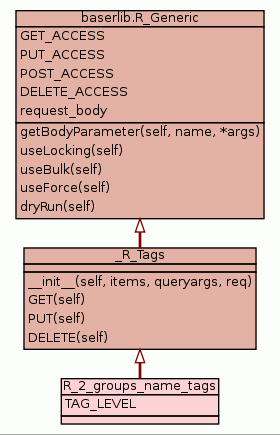 baserlib.R_Generic
GET_ACCESS
PUT_ACCESS
POST_ACCESS
DELETE_ACCESS
request_body
getBodyParameter(self, name, *args)
useLocking(self)
useBulk(self)
useForce(self)
dryRun(self)
_R_Tags
__init__(self, items, queryargs, req)
GET(self)
PUT(self)
DELETE(self)
R_2_groups_name_tags
TAG_LEVEL